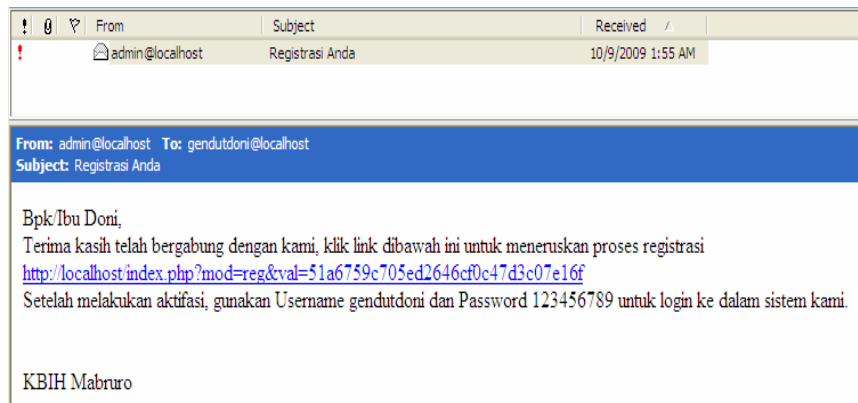 ! From Subject Received
! admin@localhost Registrasi Anda 10/9/2009 1:55 AM
From: admin@localhost To: gendutdoni@localhost
Subject: Registrasi Anda
Bpk/Ibu Doni,
Terima kasih telah bergabung dengan kami, klik link dibawah ini untuk meneruskan proses registrasi
http://localhost/index.php?mod=reg&val=51a6759c705ed2646cf0c47d3c07e16f
Setelah melakukan aktifasi, gunakan Username gendutdoni dan Password 123456789 untuk login ke dalam sistem kami.
KBIH Mabruro